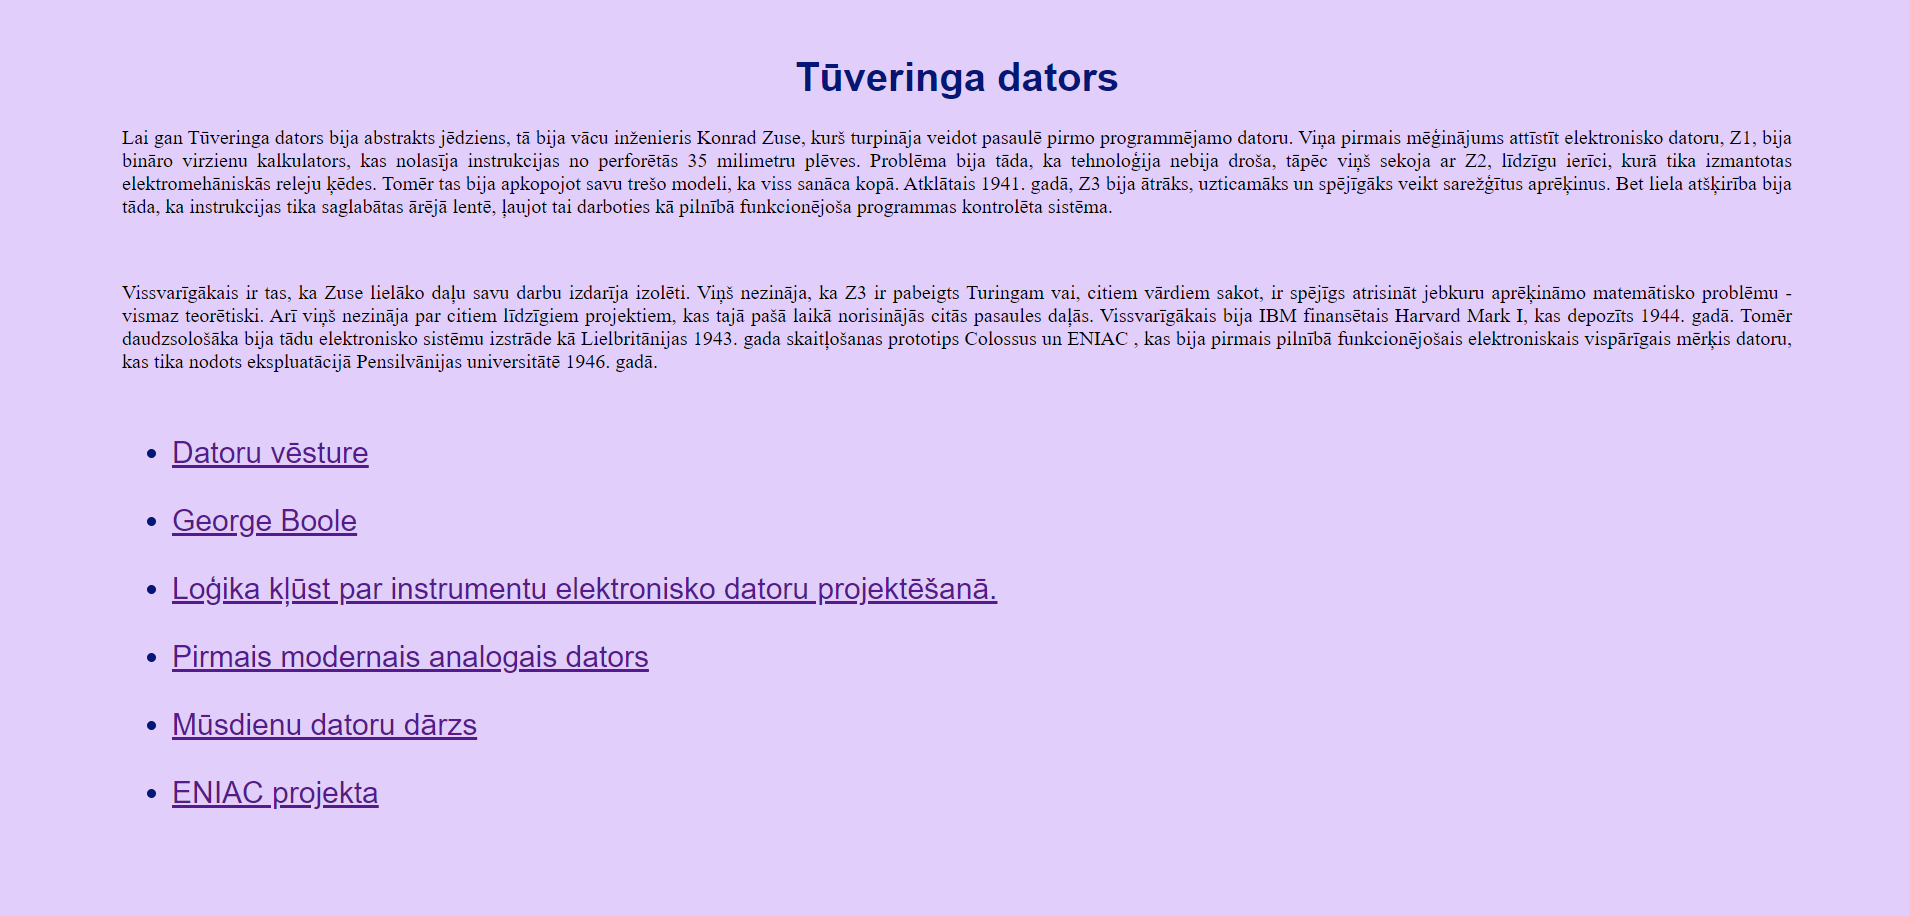 Tūveringa dators
Lai gan Tūveringa dators bija abstrakts jēdziens, tā bija vācu inženieris Konrad Zuse, kurš turpināja veidot pasaulē pirmo programmējamo datoru. Viņa pirmais mēģinājums attīstīt elektronisko datoru, Z1, bija
bināro virzienu kalkulators, kas nolasīja instrukcijas no perforētās 35 milimetru plēves. Problēma bija tāda, ka tehnoloģija nebija droša, tāpēc viņš sekoja ar Z2, līdzīgu ierīci, kurā tika izmantotas
elektromehāniskās releju ķēdes. Tomēr tas bija apkopojot savu trešo modeli, ka viss sanāca kopā. Atklātais 1941. gadā, Z3 bija ātrāks, uzticamāks un spējīgāks veikt sarežģītus aprēķinus. Bet liela atšķirība bija
tāda, ka instrukcijas tika saglabātas ārējā lentē, ļaujot tai darboties kā pilnībā funkcionējoša programmas kontrolēta sistēma.
Vissvarīgākais ir tas, ka Zuse lielāko daļu savu darbu izdarīja izolēti. Viņš nezināja, ka Z3 ir pabeigts Turingam vai, citiem vārdiem sakot, ir spējīgs atrisināt jebkuru aprēķināmo matemātisko problēmu -
vismaz teorētiski. Arī viņš nezināja par citiem līdzīgiem projektiem, kas tajā pašā laikā norisinājās citās pasaules daļās. Vissvarīgākais bija IBM finansētais Harvard Mark I, kas depozīts 1944. gadā. Tomēr
daudzsološāka bija tādu elektronisko sistēmu izstrāde kā Lielbritānijas 1943. gada skaitļošanas prototips Colossus un ENIAC , kas bija pirmais pilnībā funkcionējošais elektroniskais vispārīgais mērķis datoru,
kas tika nodots ekspluatācijā Pensilvānijas universitātē 1946. gadā.
• Datoru vēsture
• George Boole
• Loģika kļūst par instrumentu elektronisko datoru projektēšanā.
• Pirmais modernais analogais dators
• Mūsdienu datoru dārzs
• ENIAC projekta